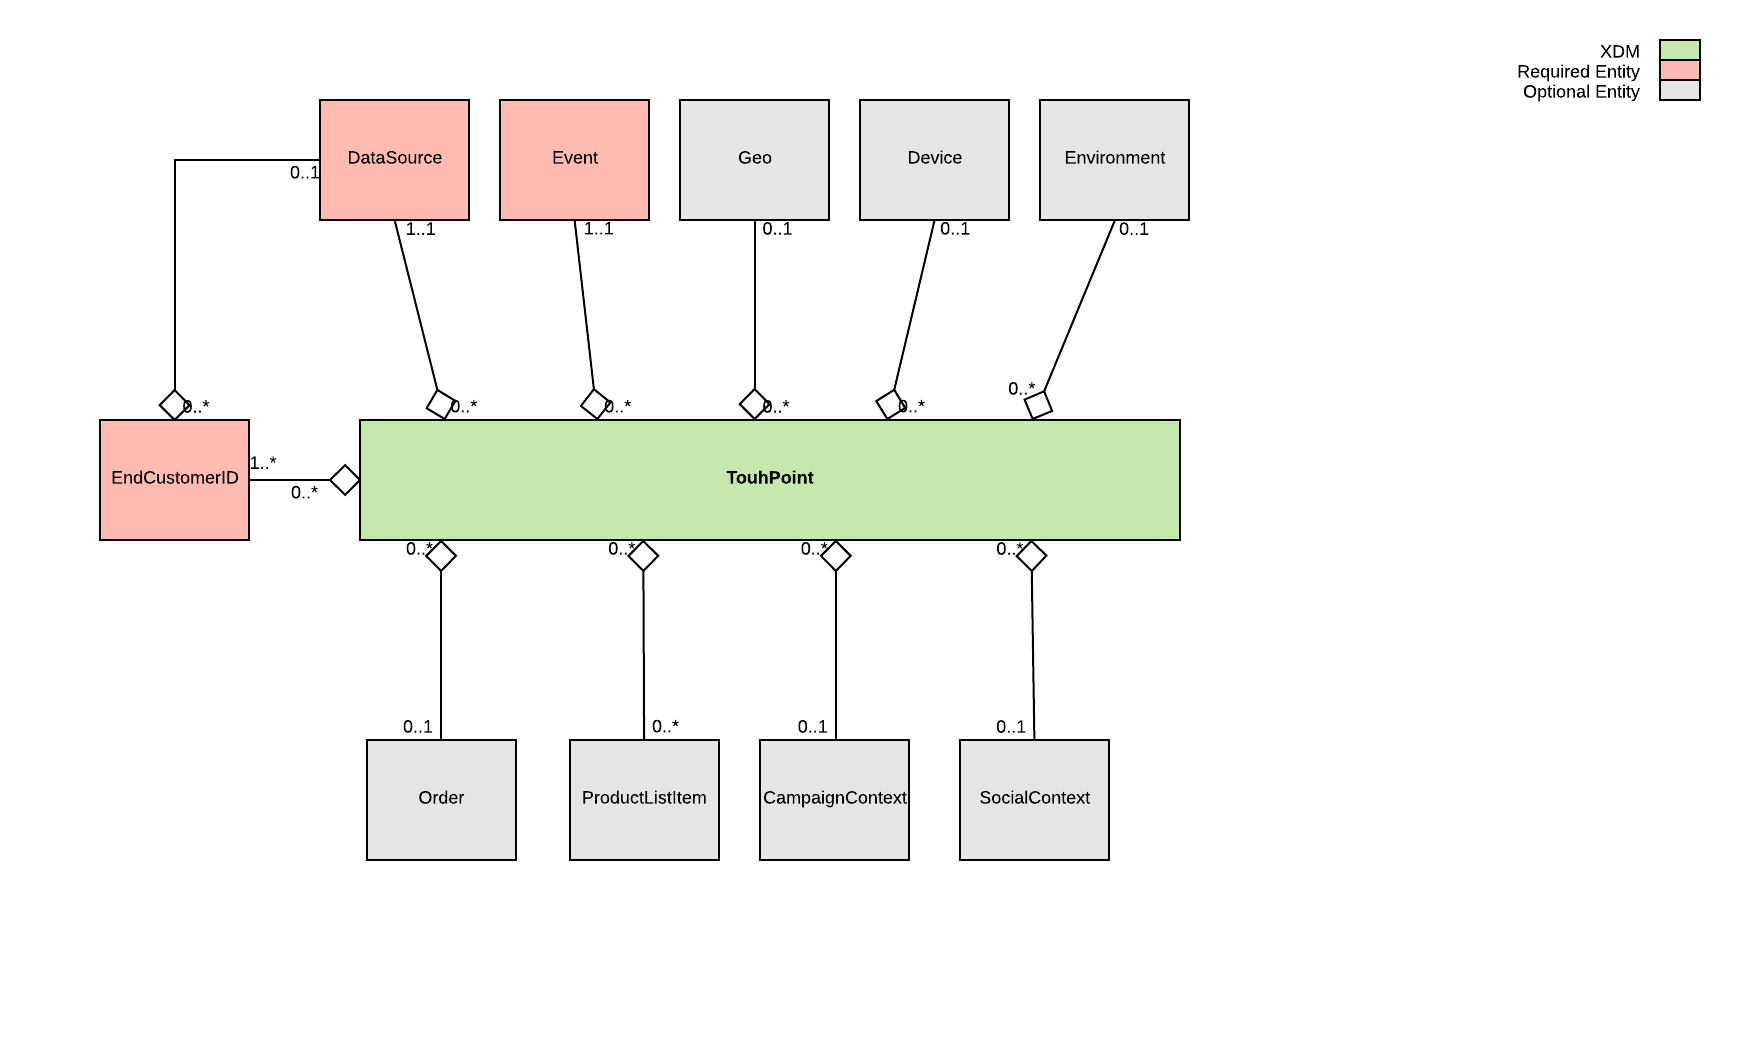 XDM
Required Entity
Optional Entity
DataSource
Event
Geo
Device
Environment
0..1
1..1
1..1
0..1
0..1
0..1
0..*
0..*
0..*
0..*
0..*
0..*
EndCustomerID
1..*
0..*
TouhPoint
0..*
0..*
0..*
0..*
0..1
0..*
0..1
0..1
Order
ProductListItem
CampaignContext
SocialContext